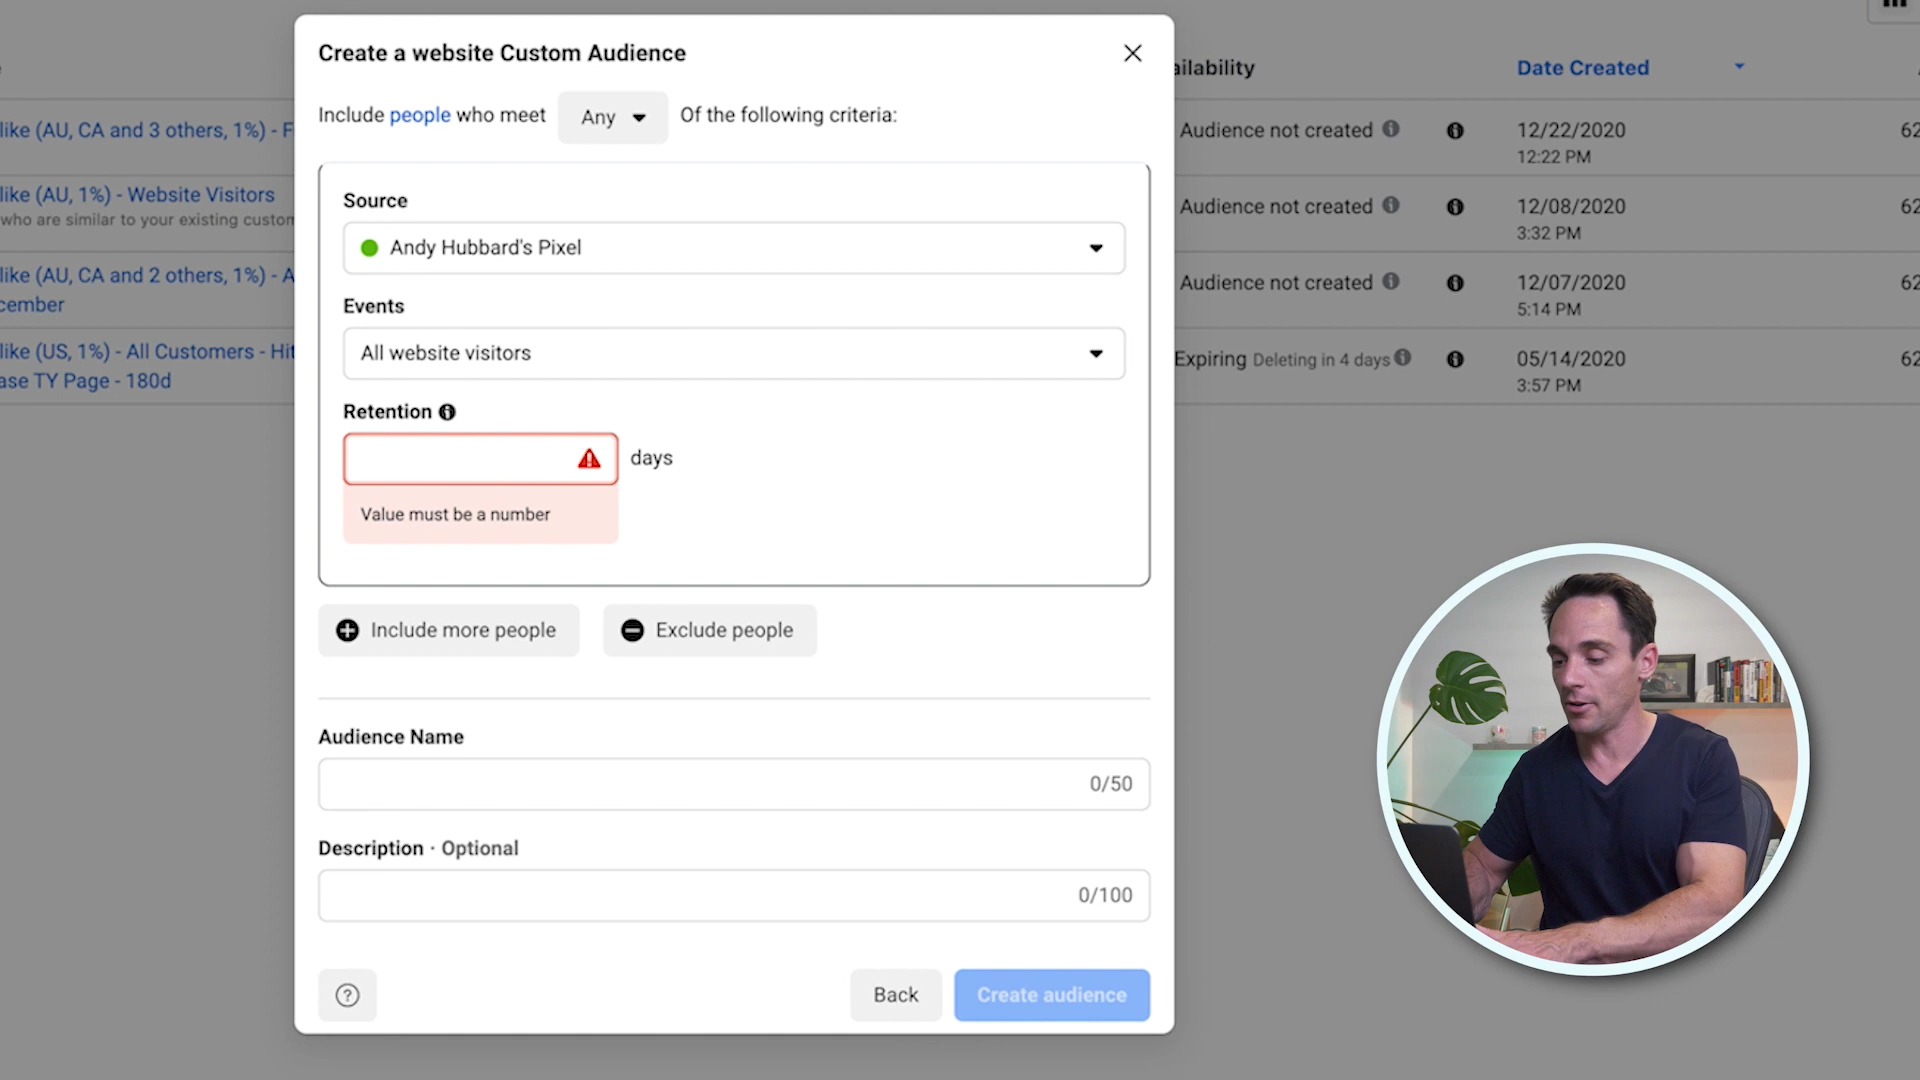 Create a website Custom Audience
Include people who meet Any Of the following criteria:
Source
Andy Hubbard's Pixel
Events
All website visitors
Retention
days
Value must be a number
Include more people
Exclude people
Audience Name
0/50
Description · Optional
0/100
Back
Create audience
like (AU, CA and 3 others, 1%) - F
like (AU, 1%) - Website Visitors
who are similar to your existing custom
like (AU, CA and 2 others, 1%) - A
cember
like (US, 1%) - All Customers - Hit
ase TY Page - 180d
ailability
Date Created
Audience not created
12/22/2020
62
12:22 PM
Audience not created
12/08/2020
62
3:32 PM
Audience not created
12/07/2020
62
5:14 PM
Expiring Deleting in 4 days
05/14/2020
62
3:57 PM